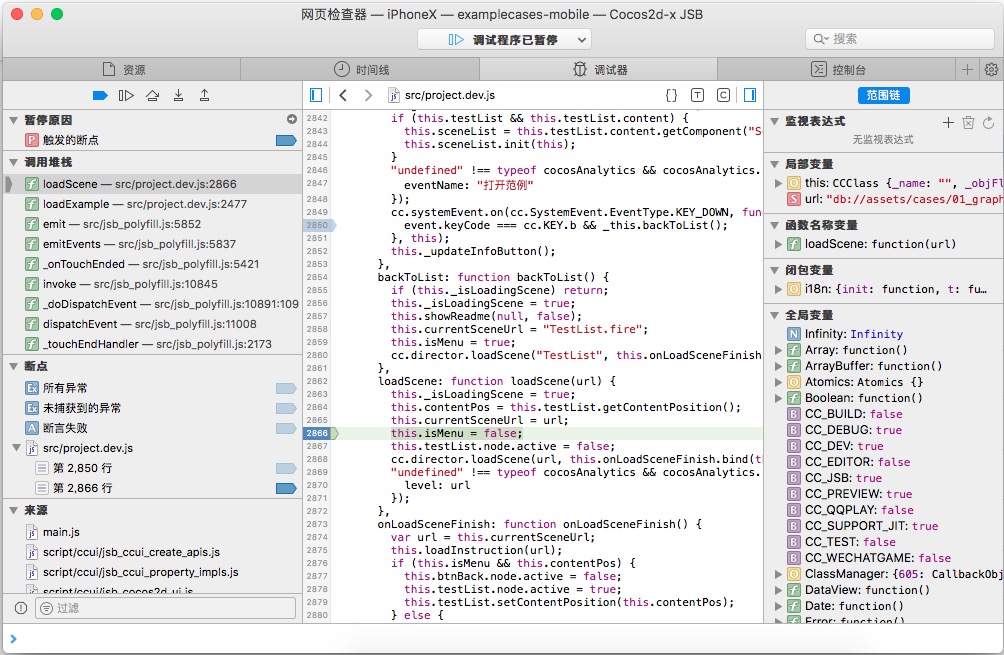 网页检查器 — iPhoneX — examplecases-mobile — Cocos2d-x JSB
调试程序已暂停
搜索
资源
时间线
调试器
控制台
src/project.dev.js
范围链
暂停原因
触发的断点
调用堆栈
loadScene — src/project.dev.js:2866
loadExample — src/project.dev.js:2477
emit — src/jsb_polyfill.js:5852
emitEvents — src/jsb_polyfill.js:5837
_onTouchEnded — src/jsb_polyfill.js:5421
invoke — src/jsb_polyfill.js:10845
_doDispatchEvent — src/jsb_polyfill.js:10891:109
dispatchEvent — src/jsb_polyfill.js:11008
_touchEndHandler — src/jsb_polyfill.js:2173
断点
所有异常
未捕获到的异常
断言失败
src/project.dev.js
第 2,850 行
第 2,866 行
来源
main.js
script/ccui/jsb_ccui_create_apis.js
script/ccui/jsb_ccui_property_impls.js
script/ccui/jsb_cocos2d_ui.js
过滤
2842 if (this.testList && this.testList.content) {
2843 this.sceneList = this.testList.content.getComponent("S
2844 this.sceneList.init(this);
2845 }
2846 "undefined" !== typeof cocosAnalytics && cocosAnalytics.
2847 eventName: "打开范例"
2848 });
2849 cc.systemEvent.on(cc.SystemEvent.EventType.KEY_DOWN, fun
2850 event.keyCode === cc.KEY.b && _this.backToList();
2851 }, this);
2852 this._updateInfoButton();
2853 },
2854 backToList: function backToList() {
2855 if (this._isLoadingScene) return;
2856 this._isLoadingScene = true;
2857 this.showReadme(null, false);
2858 this.currentSceneUrl = "TestList.fire";
2859 this.isMenu = true;
2860 cc.director.loadScene("TestList", this.onLoadSceneFinish
2861 },
2862 loadScene: function loadScene(url) {
2863 this._isLoadingScene = true;
2864 this.contentPos = this.testList.getContentPosition();
2865 this.currentSceneUrl = url;
2866 this.isMenu = false;
2867 this.testList.node.active = false;
2868 cc.director.loadScene(url, this.onLoadSceneFinish.bind(th
2869 "undefined" !== typeof cocosAnalytics && cocosAnalytics.
2870 level: url
2871 });
2872 },
2873 onLoadSceneFinish: function onLoadSceneFinish() {
2874 var url = this.currentSceneUrl;
2875 this.loadInstruction(url);
2876 if (this.isMenu && this.contentPos) {
2877 this.btnBack.node.active = false;
2878 this.testList.node.active = true;
2879 this.testList.setContentPosition(this.contentPos);
2880 } else {
监视表达式
无监视表达式
局部变量
this: CCClass {_name: "", _objFl
url: "db://assets/cases/01_graph
函数名称变量
loadScene: function(url)
闭包变量
i18n: {init: function, t: fu…
全局变量
Infinity: Infinity
Array: function()
ArrayBuffer: function()
Atomics: Atomics {}
Boolean: function()
CC_BUILD: false
CC_DEBUG: true
CC_DEV: true
CC_EDITOR: false
CC_JSB: true
CC_PREVIEW: true
CC_QQPLAY: false
CC_SUPPORT_JIT: true
CC_TEST: false
CC_WECHATGAME: false
ClassManager: {605: CallbackObj
DataView: function()
Date: function()
Error: function()